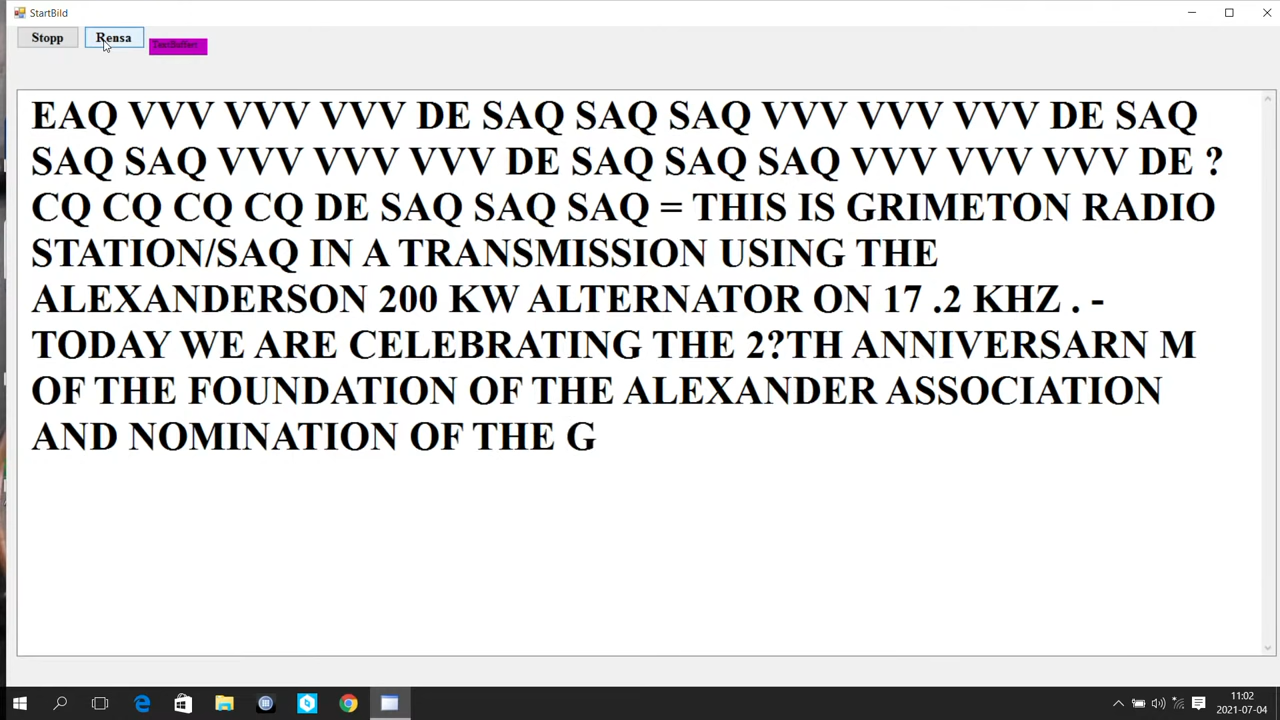 StartBild
Stopp
Rensa
TextBuffert
EAQ VVV VVV VVV DE SAQ SAQ SAQ VVV VVV VVV DE SAQ
SAQ SAQ VVV VVV VVV DE SAQ SAQ SAQ VVV VVV VVV DE ?
CQ CQ CQ CQ DE SAQ SAQ SAQ = THIS IS GRIMETON RADIO
STATION/SAQ IN A TRANSMISSION USING THE
ALEXANDERSON 200 KW ALTERNATOR ON 17 .2 KHZ . -
TODAY WE ARE CELEBRATING THE 2?TH ANNIVERSARN M
OF THE FOUNDATION OF THE ALEXANDER ASSOCIATION
AND NOMINATION OF THE G
11:02
2021-07-04